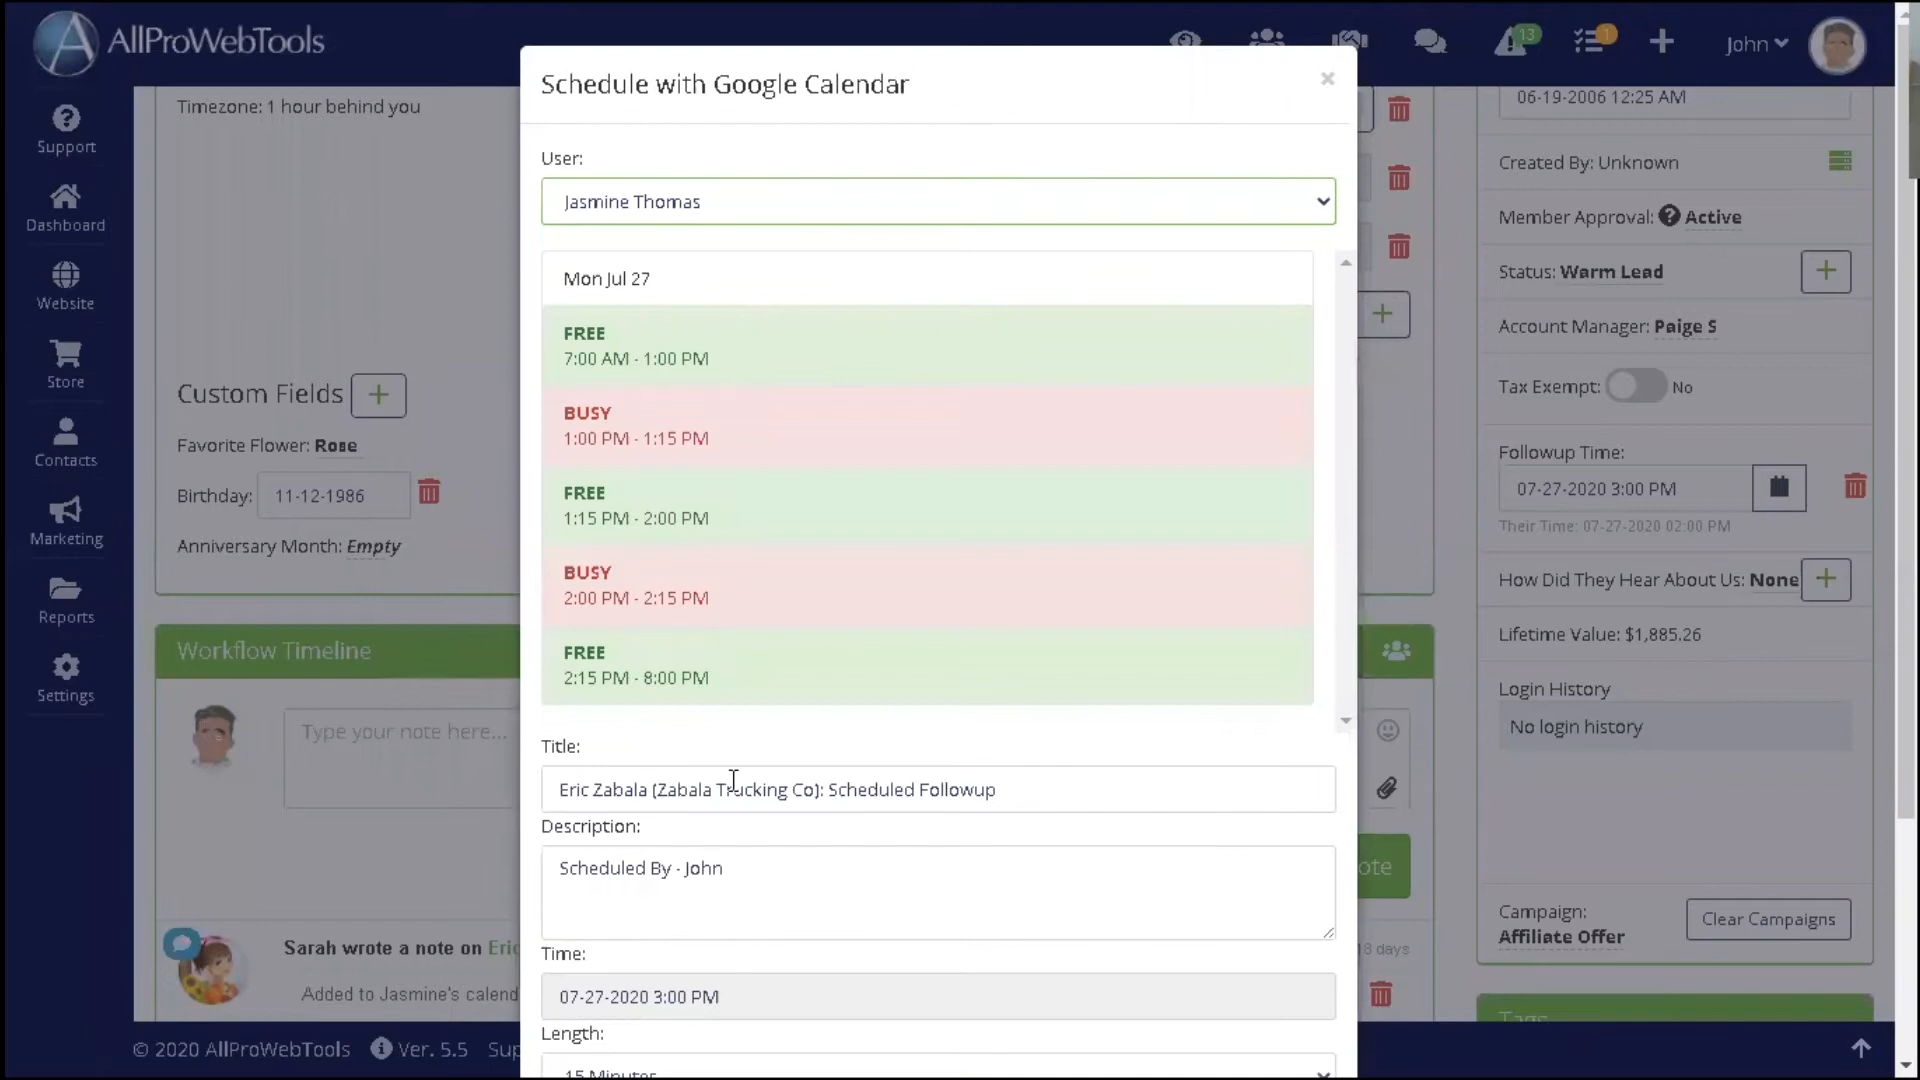 AllProWebTools
13
1
John
Support
Dashboard
Website
Store
Contacts
Marketing
Reports
Settings
Timezone: 1 hour behind you
Custom Fields
Favorite Flower: Rose
Birthday: 11-12-1986
Anniversary Month: Empty
Workflow Timeline
Type your note here...
Sarah wrote a note on Eric
Added to Jasmine's calend
Schedule with Google Calendar
×
User:
Jasmine Thomas
Mon Jul 27
FREE
7:00 AM - 1:00 PM
BUSY
1:00 PM - 1:15 PM
FREE
1:15 PM - 2:00 PM
BUSY
2:00 PM - 2:15 PM
FREE
2:15 PM - 8:00 PM
Title:
Eric Zabala (Zabala Trucking Co): Scheduled Followup
Description:
Scheduled By - John
Time:
07-27-2020 3:00 PM
Length:
15 Minutes
ote
8 days
06-19-2006 12:25 AM
Created By: Unknown
Member Approval: Active
Status: Warm Lead
Account Manager: Paige S
Tax Exempt: No
Followup Time:
07-27-2020 3:00 PM
Their Time: 07-27-2020 02:00 PM
How Did They Hear About Us: None
Lifetime Value: $1,885.26
Login History
No login history
Campaign:
Affiliate Offer
Clear Campaigns
Tags
© 2020 AllProWebTools Ver. 5.5 Sup